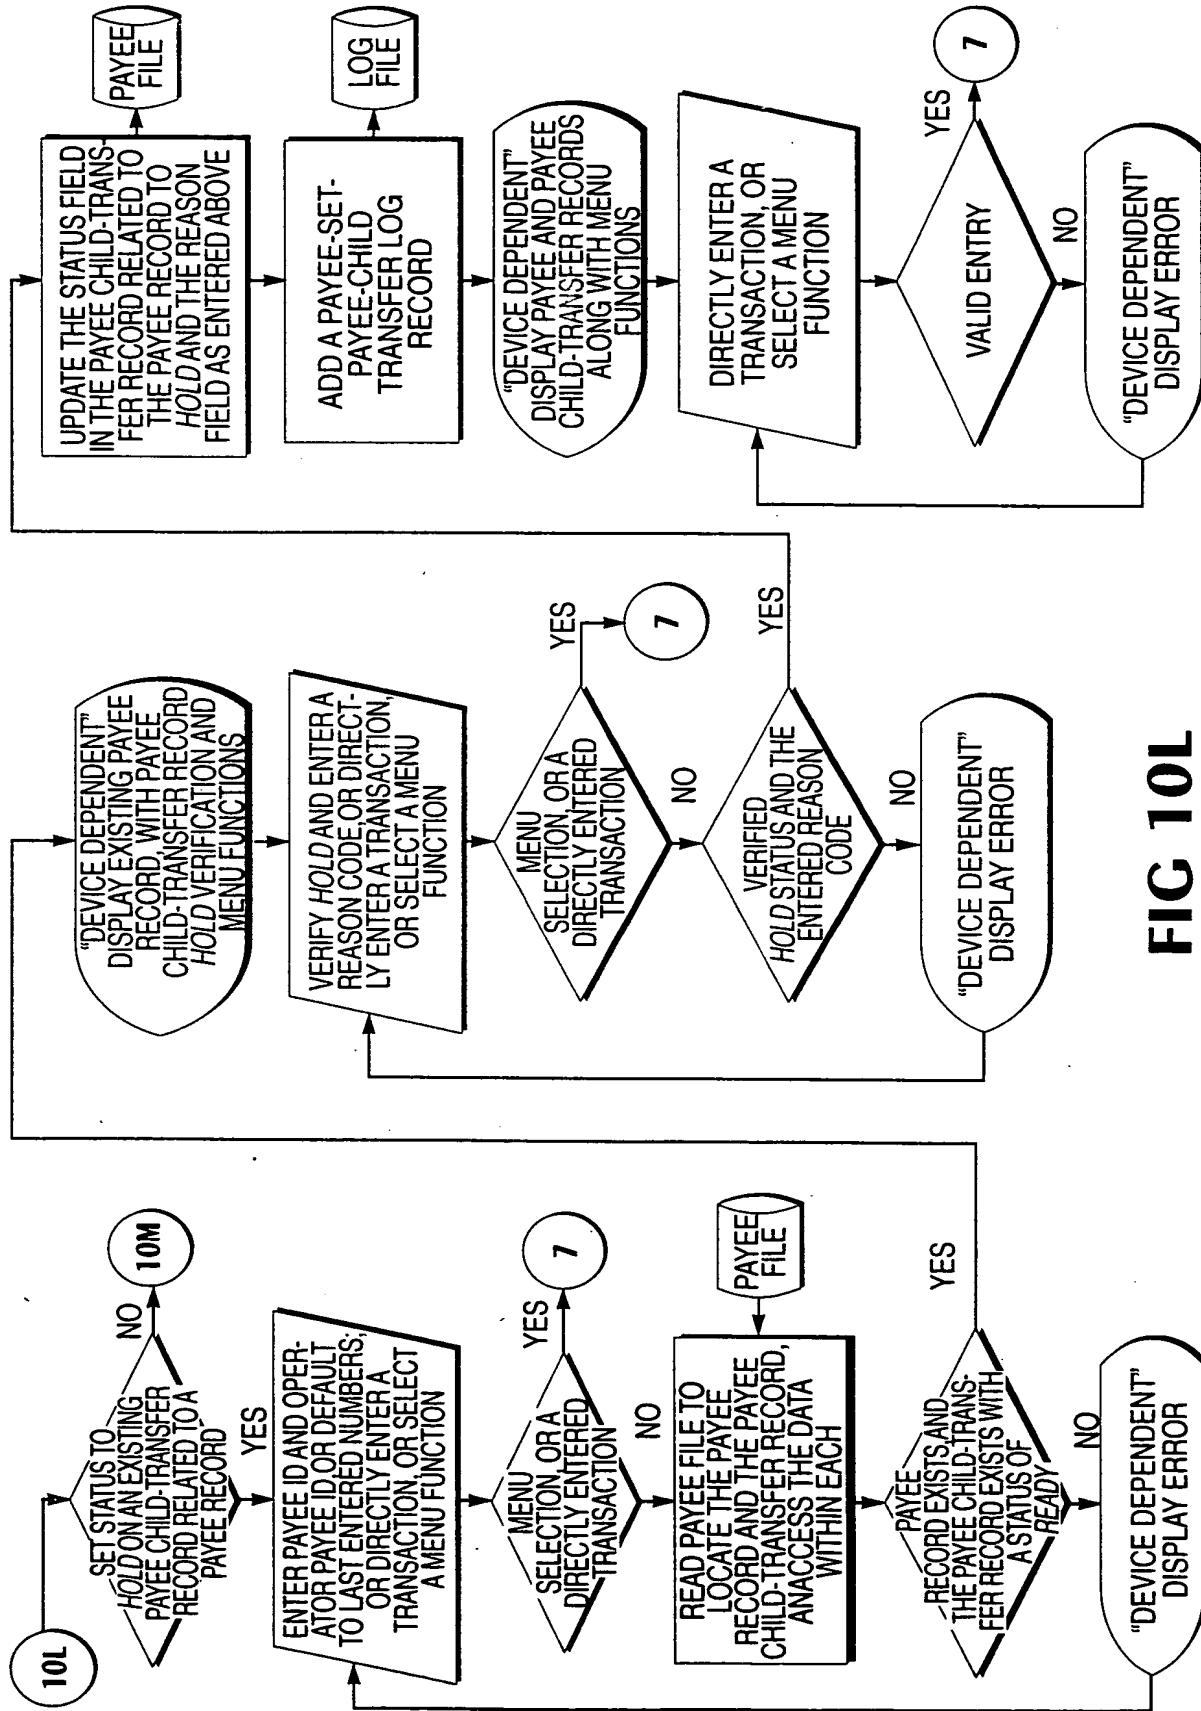 10L
SET STATUS TO
HOLD ON AN EXISTING
PAYEE CHILD-TRANSFER
RECORD RELATED TO A
PAYEE RECORD
NO
10M
YES
ENTER PAYEE ID AND OPER-
ATOR PAYEE ID, OR DEFAULT
TO LAST ENTERED NUMBERS;
OR DIRECTLY ENTER A
TRANSACTION, OR SELECT
A MENU FUNCTION
MENU
SELECTION, OR A
DIRECTLY ENTERED
TRANSACTION
YES
7
NO
READ PAYEE FILE TO
LOCATE THE PAYEE
RECORD AND THE PAYEE
CHILD-TRANSFER RECORD,
ANACCESS THE DATA
WITHIN EACH
PAYEE
FILE
PAYEE
RECORD EXISTS, AND
THE PAYEE CHILD-TRANS-
FER RECORD EXISTS WITH
A STATUS OF
READY
YES
NO
"DEVICE DEPENDENT"
DISPLAY ERROR
"DEVICE DEPENDENT"
DISPLAY EXISTING PAYEE
RECORD, WITH PAYEE
CHILD-TRANSFER RECORD
HOLD VERIFICATION AND
MENU FUNCTIONS
VERIFY HOLD AND ENTER A
REASON CODE, OR DIRECT-
LY ENTER A TRANSACTION,
OR SELECT A MENU
FUNCTION
MENU
SELECTION, OR A
DIRECTLY ENTERED
TRANSACTION
YES
7
NO
VERIFIED
HOLD STATUS AND THE
ENTERED REASON
CODE
YES
NO
"DEVICE DEPENDENT"
DISPLAY ERROR
UPDATE THE STATUS FIELD
IN THE PAYEE CHILD-TRANS-
FER RECORD RELATED TO
THE PAYEE RECORD TO
HOLD AND THE REASON
FIELD AS ENTERED ABOVE
PAYEE
FILE
ADD A PAYEE-SET-
PAYEE-CHILD
TRANSFER LOG
RECORD
LOG
FILE
"DEVICE DEPENDENT"
DISPLAY PAYEE AND PAYEE
CHILD-TRANSFER RECORDS
ALONG WITH MENU
FUNCTIONS
DIRECTLY ENTER A
TRANSACTION, OR
SELECT A MENU
FUNCTION
VALID ENTRY
YES
7
NO
"DEVICE DEPENDENT"
DISPLAY ERROR
FIG 10L